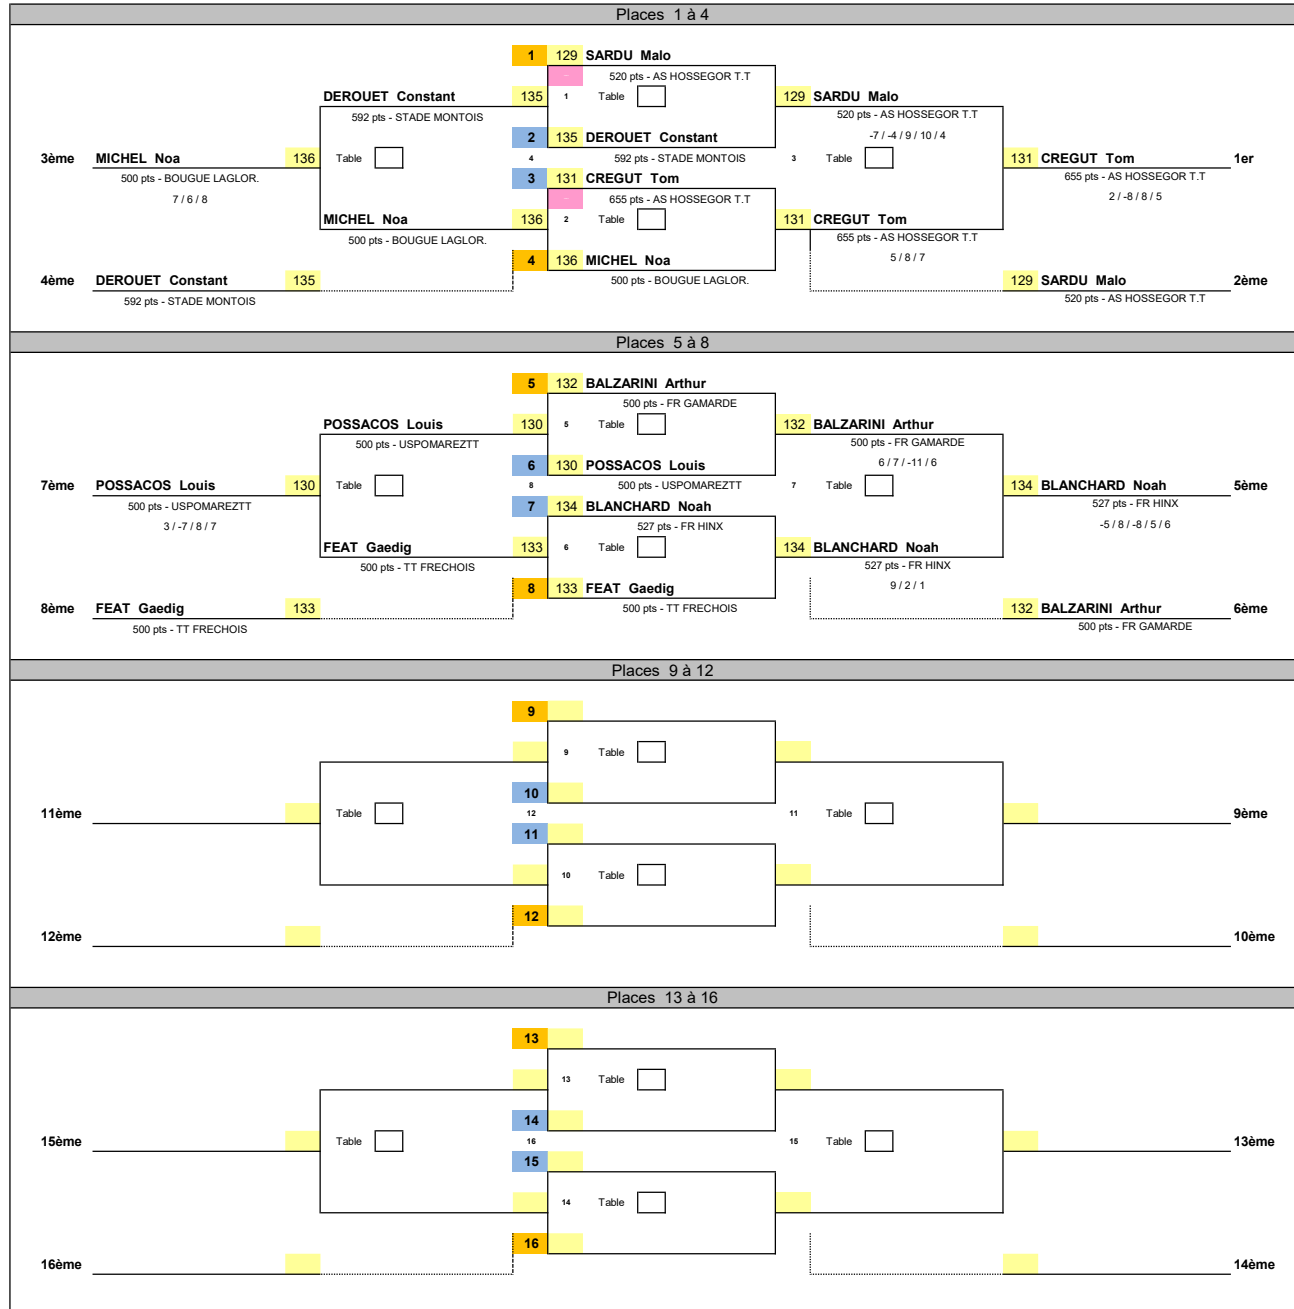 Places 1 à 4
1 129 SARDU Malo
520 pts - AS HOSSEGOR T.T
DEROUET Constant 135 1 Table 129 SARDU Malo
592 pts - STADE MONTOIS 520 pts - AS HOSSEGOR T.T
2 135 DEROUET Constant -7 / -4 / 9 / 10 / 4
3ème MICHEL Noa 136 Table 4 592 pts - STADE MONTOIS 3 Table 131 CREGUT Tom 1er
500 pts - BOUGUE LAGLOR. 3 131 CREGUT Tom 655 pts - AS HOSSEGOR T.T
7 / 6 / 8 655 pts - AS HOSSEGOR T.T 2 / -8 / 8 / 5
MICHEL Noa 136 2 Table 131 CREGUT Tom
500 pts - BOUGUE LAGLOR. 655 pts - AS HOSSEGOR T.T
4 136 MICHEL Noa 5 / 8 / 7
4ème DEROUET Constant 135 500 pts - BOUGUE LAGLOR. 129 SARDU Malo 2ème
592 pts - STADE MONTOIS 520 pts - AS HOSSEGOR T.T
Places 5 à 8
5 132 BALZARINI Arthur
500 pts - FR GAMARDE
POSSACOS Louis 130 5 Table 132 BALZARINI Arthur
500 pts - USPOMAREZTT 500 pts - FR GAMARDE
6 130 POSSACOS Louis 6 / 7 / -11 / 6
7ème POSSACOS Louis 130 Table 8 500 pts - USPOMAREZTT 7 Table 134 BLANCHARD Noah 5ème
500 pts - USPOMAREZTT 7 134 BLANCHARD Noah 527 pts - FR HINX
3 / -7 / 8 / 7 527 pts - FR HINX -5 / 8 / -8 / 5 / 6
FEAT Gaedig 133 6 Table 134 BLANCHARD Noah
500 pts - TT FRECHOIS 527 pts - FR HINX
8 133 FEAT Gaedig 9 / 2 / 1
8ème FEAT Gaedig 133 500 pts - TT FRECHOIS 132 BALZARINI Arthur 6ème
500 pts - TT FRECHOIS 500 pts - FR GAMARDE
Places 9 à 12
9
9 Table
10
11ème Table 12 11 Table 9ème
11
10 Table
12
12ème 10ème
Places 13 à 16
13
13 Table
14
15ème Table 16 15 Table 13ème
15
14 Table
16
16ème 14ème